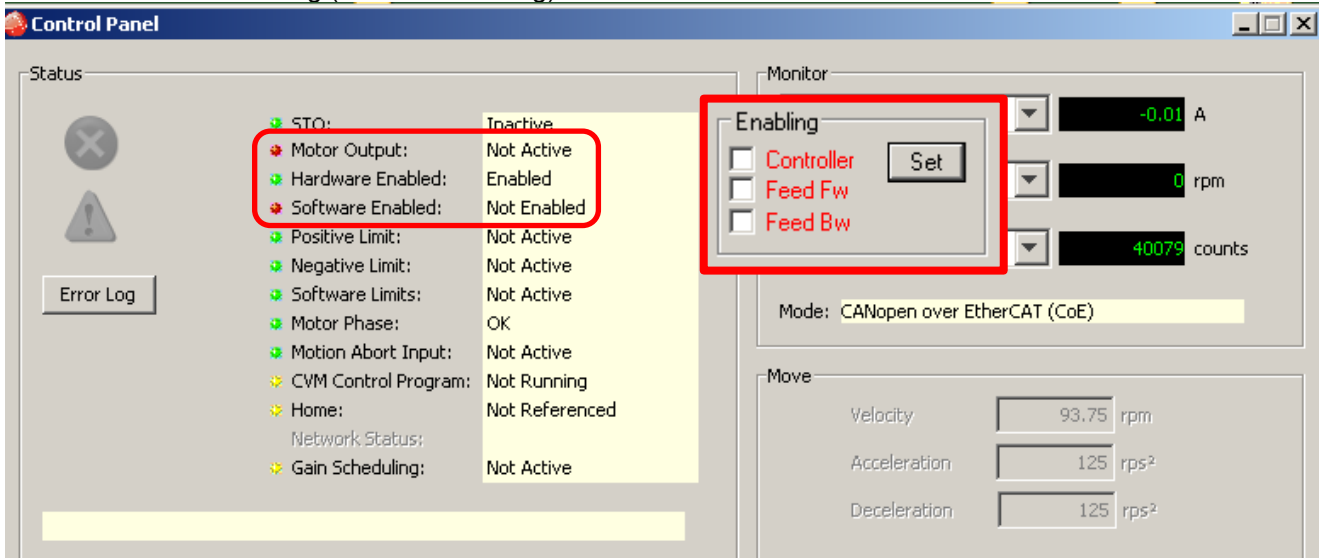 Control Panel
Status
STO: Inactive
Motor Output: Not Active
Hardware Enabled: Enabled
Software Enabled: Not Enabled
Positive Limit: Not Active
Negative Limit: Not Active
Software Limits: Not Active
Motor Phase: OK
Motion Abort Input: Not Active
CVM Control Program: Not Running
Home: Not Referenced
Network Status:
Gain Scheduling: Not Active
Error Log
Monitor
-0.01 A
0 rpm
40079 counts
Enabling
Controller Set
Feed Fw
Feed Bw
Mode: CANopen over EtherCAT (CoE)
Move
Velocity 93.75 rpm
Acceleration 125 rps²
Deceleration 125 rps²